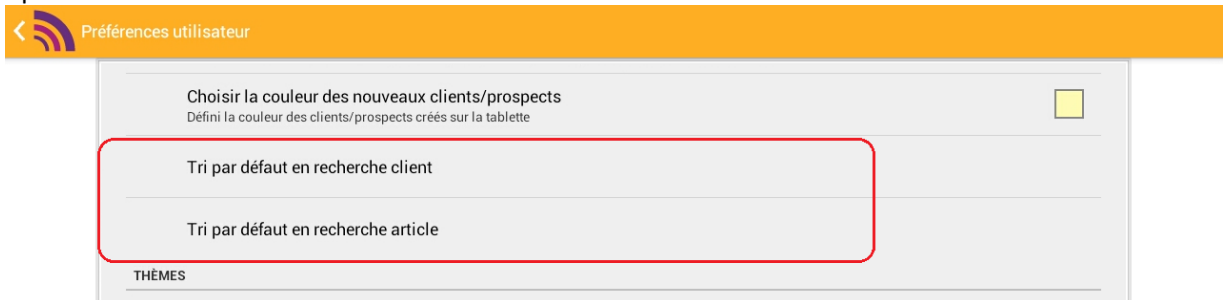 Préférences utilisateur
Choisir la couleur des nouveaux clients/prospects
Défini la couleur des clients/prospects créés sur la tablette
Tri par défaut en recherche client
Tri par défaut en recherche article
THÈMES